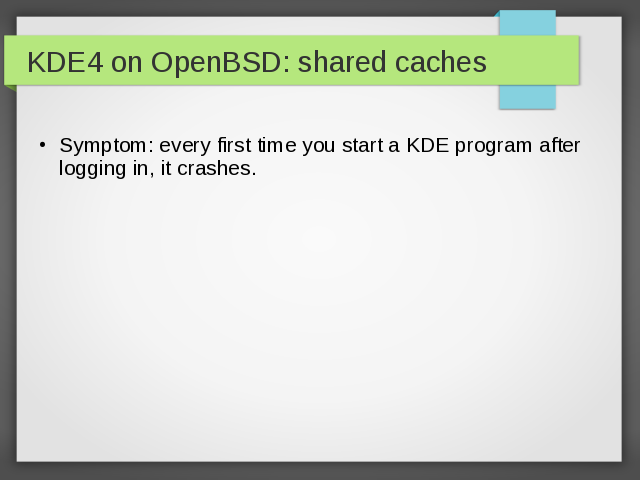 KDE4 on OpenBSD: shared caches
• Symptom: every first time you start a KDE program after
logging in, it crashes.